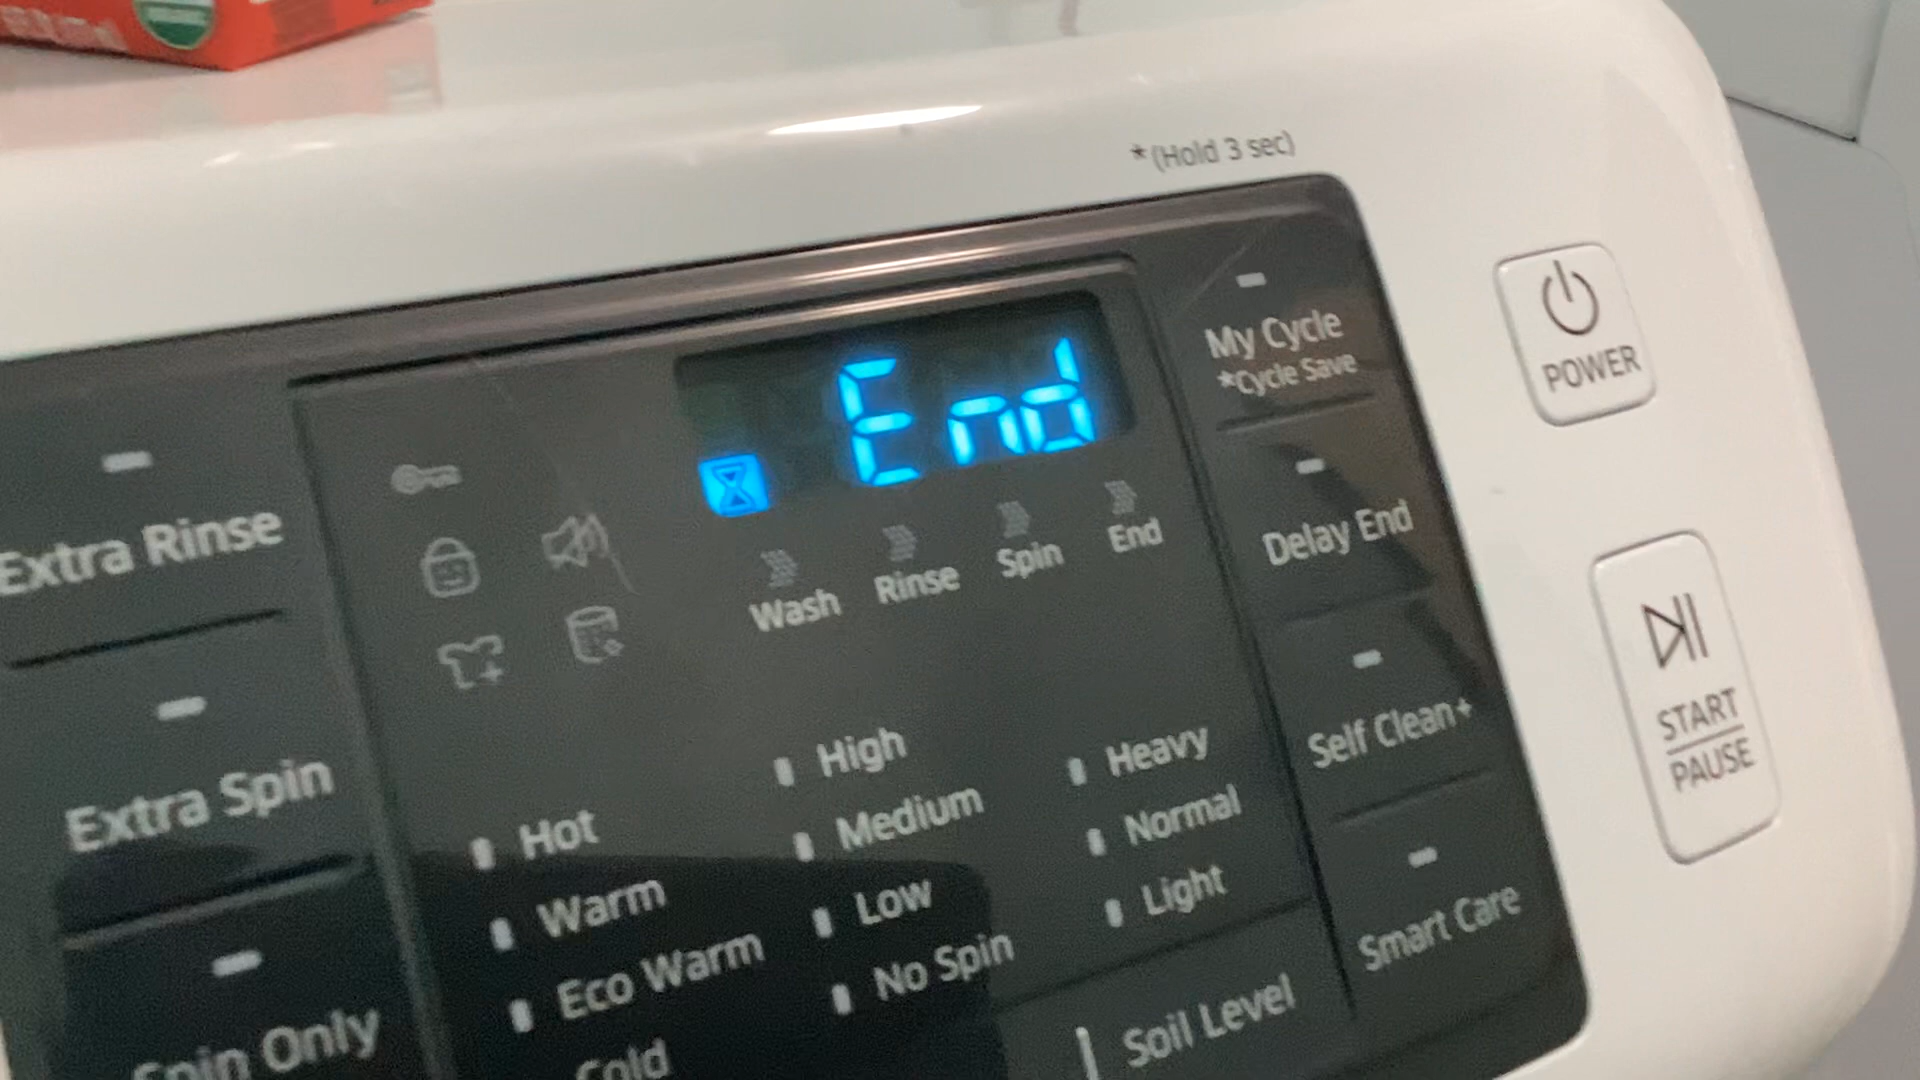 *(Hold 3 sec)
End
My Cycle
*Cycle Save
POWER
Extra Rinse
Wash
Rinse
Spin
End
Delay End
START
PAUSE
Extra Spin
High
Heavy
Self Clean+
Hot
Medium
Normal
Warm
Low
Light
Smart Care
Eco Warm
No Spin
Spin Only
Cold
Soil Level